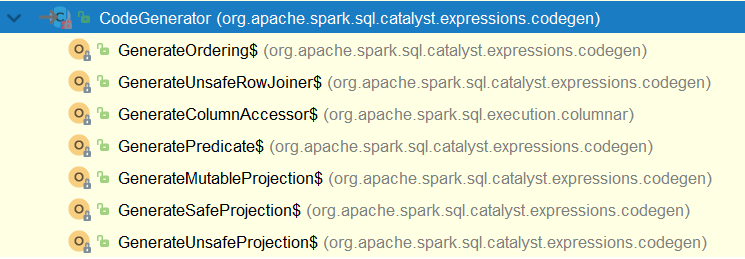 CodeGenerator (org.apache.spark.sql.catalyst.expressions.codegen)
GenerateOrdering$ (org.apache.spark.sql.catalyst.expressions.codegen)
GenerateUnsafeRowJoiner$ (org.apache.spark.sql.catalyst.expressions.codegen)
GenerateColumnAccessor$ (org.apache.spark.sql.execution.columnar)
GeneratePredicate$ (org.apache.spark.sql.catalyst.expressions.codegen)
GenerateMutableProjection$ (org.apache.spark.sql.catalyst.expressions.codegen)
GenerateSafeProjection$ (org.apache.spark.sql.catalyst.expressions.codegen)
GenerateUnsafeProjection$ (org.apache.spark.sql.catalyst.expressions.codegen)